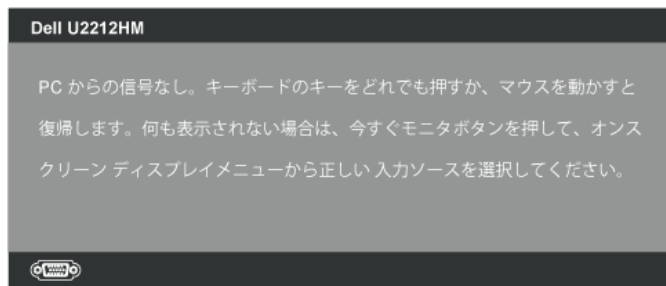 Dell U2212HM
PC からの信号なし。キーボードのキーをどれでも押すか、マウスを動かすと
復帰します。何も表示されない場合は、今すぐモニタボタンを押して、オンス
クリーン ディスプレイメニューから正しい 入力ソースを選択してください。